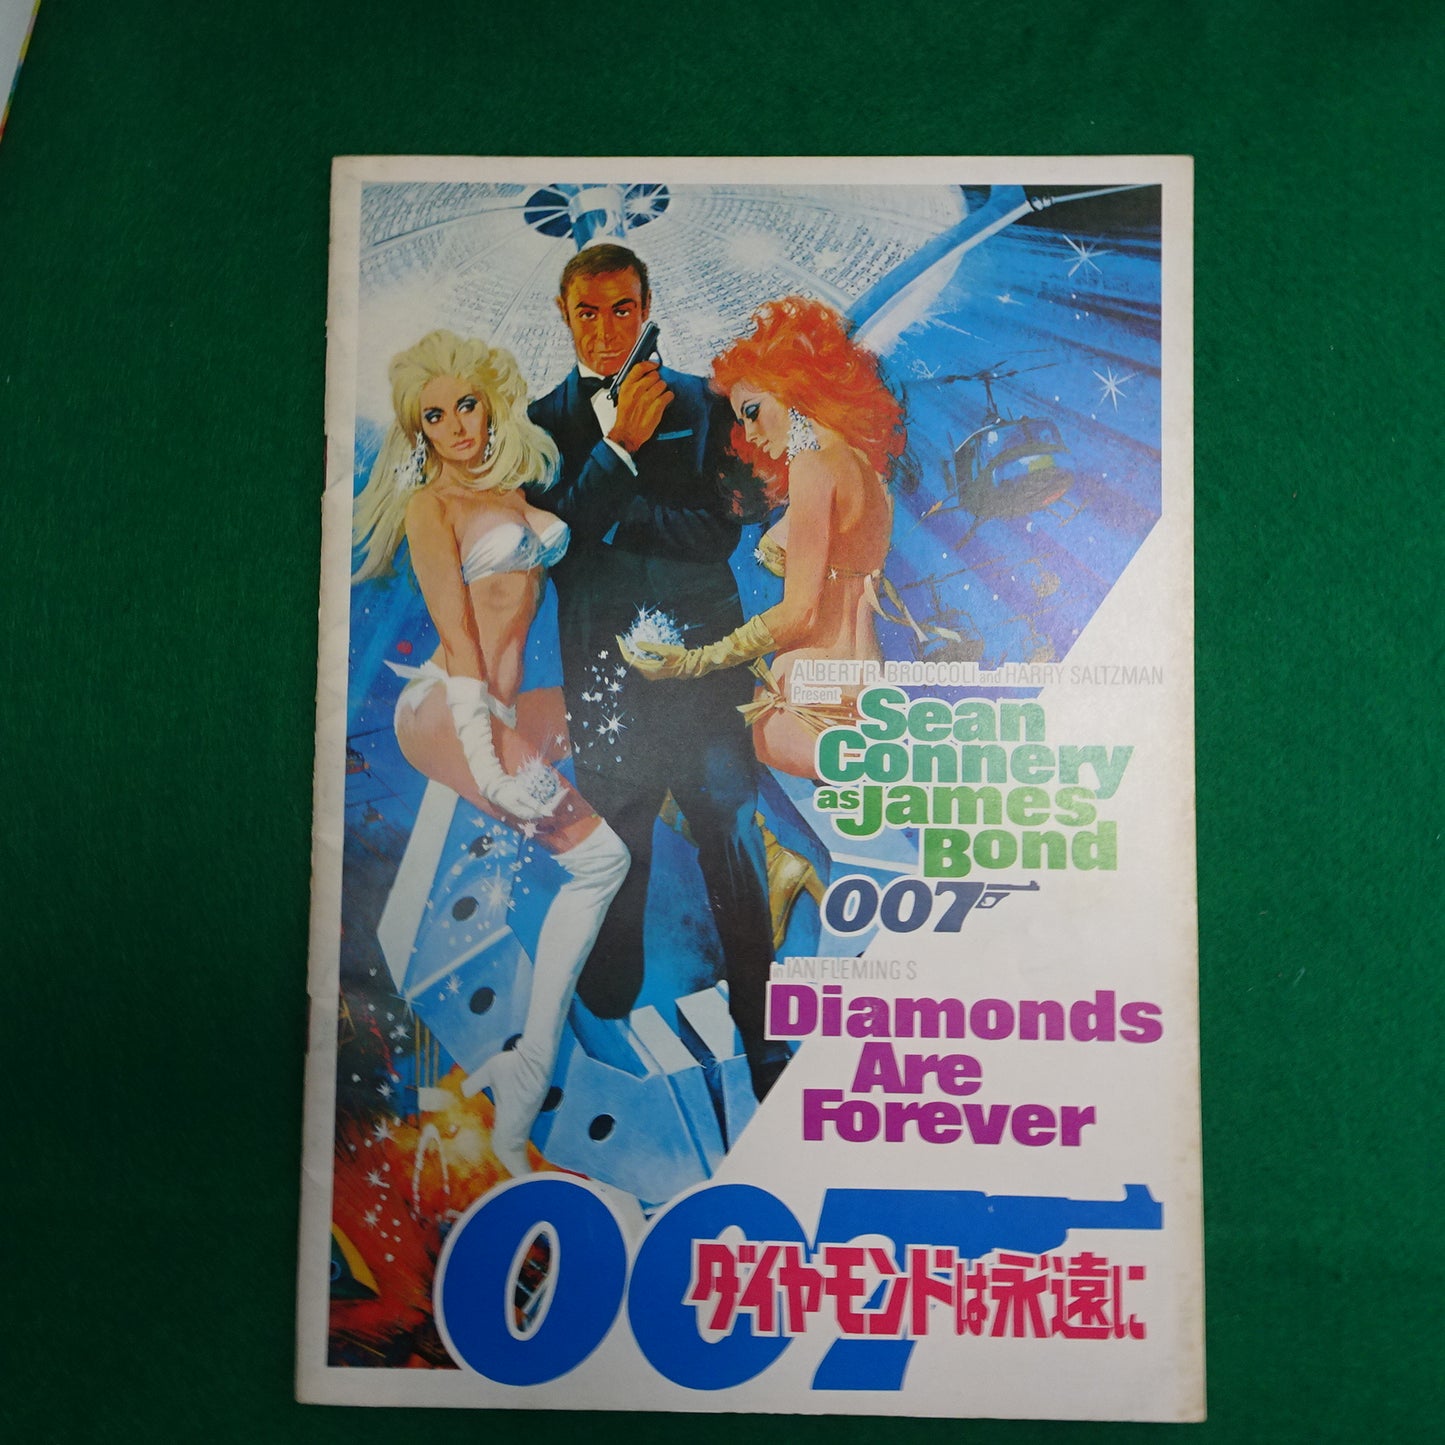 ALBERT R. BROCCOLI and HARRY SALTZMAN
Present
Sean
Connery
as James
Bond
007
in IAN FLEMING'S
Diamonds
Are
Forever
007
ダイヤモンドは永遠に